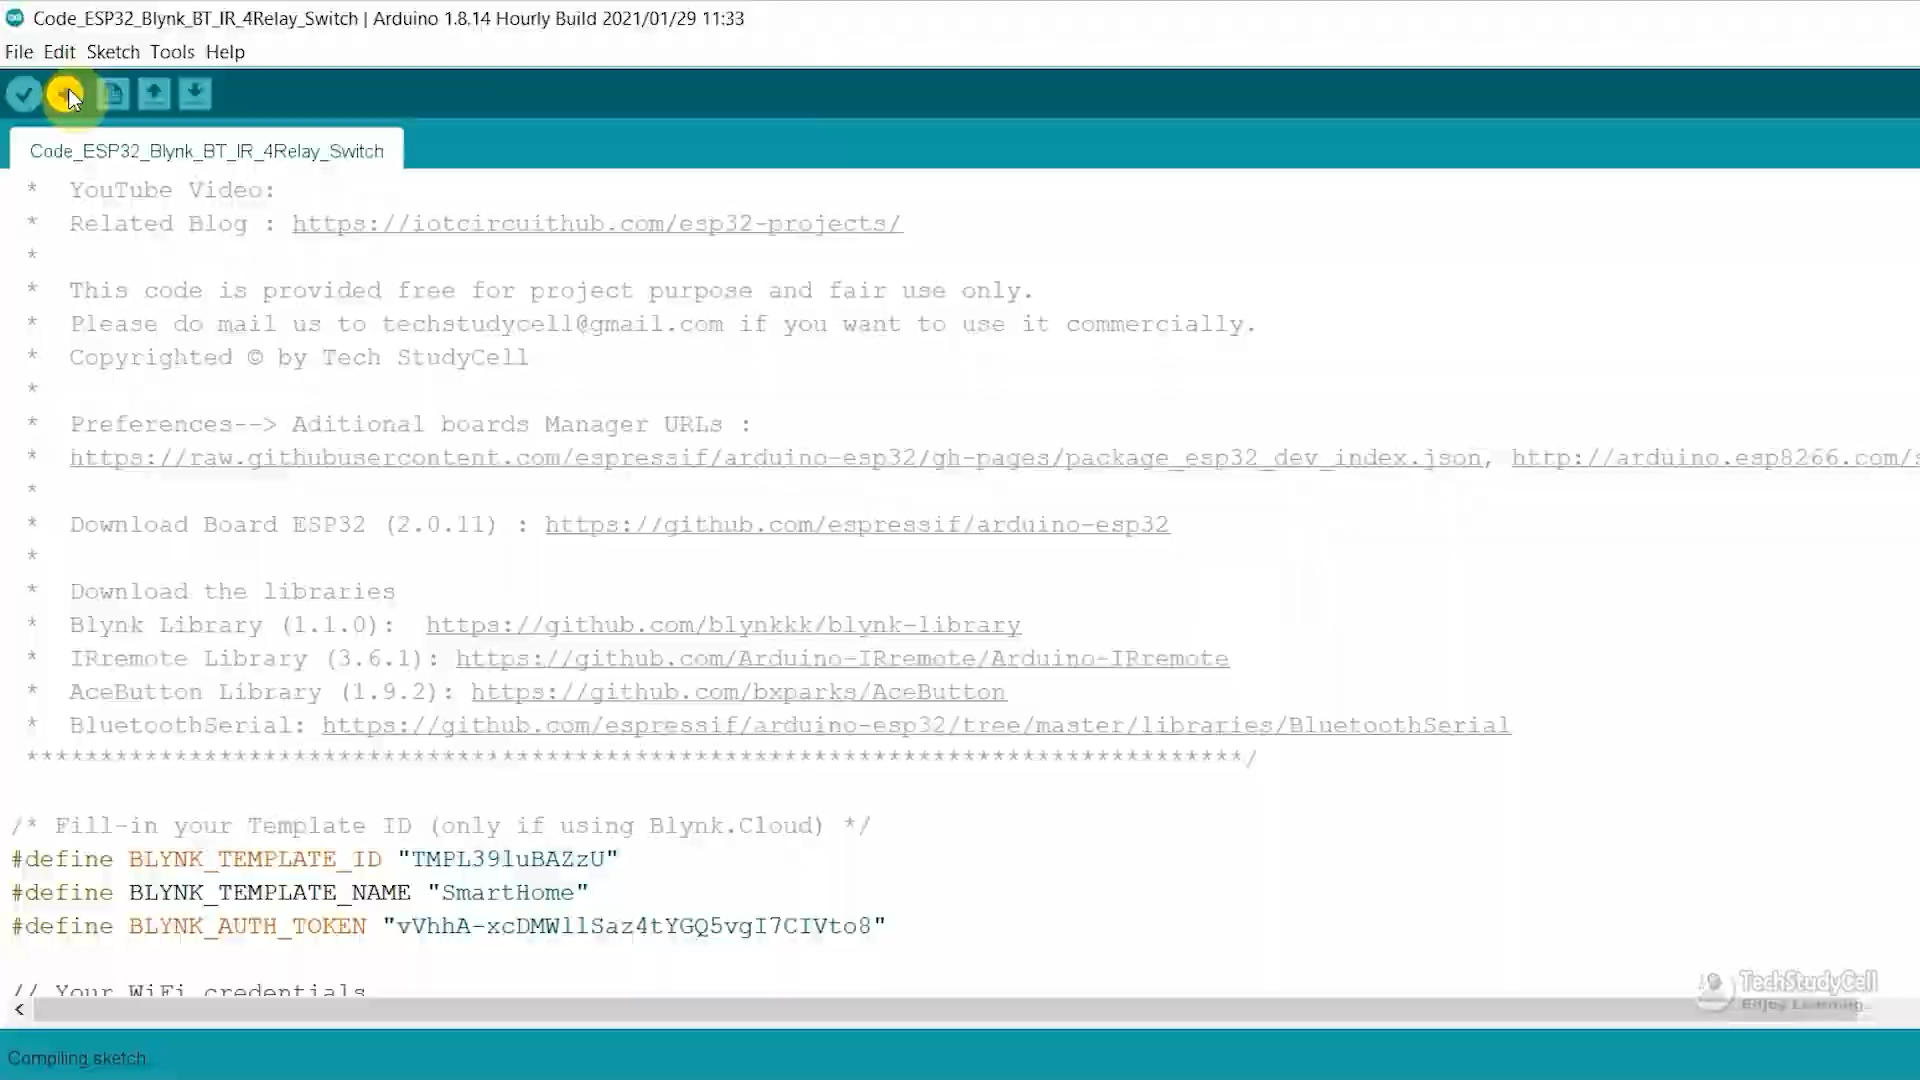 Code_ESP32_Blynk_BT_IR_4Relay_Switch | Arduino 1.8.14 Hourly Build 2021/01/29 11:33
File Edit Sketch Tools Help
Code_ESP32_Blynk_BT_IR_4Relay_Switch
* YouTube Video:
* Related Blog : https://iotcircuithub.com/esp32-projects/
*
* This code is provided free for project purpose and fair use only.
* Please do mail us to techstudycell@gmail.com if you want to use it commercially.
* Copyrighted © by Tech StudyCell
*
* Preferences--> Aditional boards Manager URLs :
* https://raw.githubusercontent.com/espressif/arduino-esp32/gh-pages/package_esp32_dev_index.json, http://arduino.esp8266.com/s
*
* Download Board ESP32 (2.0.11) : https://github.com/espressif/arduino-esp32
*
* Download the libraries
* Blynk Library (1.1.0): https://github.com/blynkkk/blynk-library
* IRremote Library (3.6.1): https://github.com/Arduino-IRremote/Arduino-IRremote
* AceButton Library (1.9.2): https://github.com/bxparks/AceButton
* BluetoothSerial: https://github.com/espressif/arduino-esp32/tree/master/libraries/BluetoothSerial
**********************************************************************************/
/* Fill-in your Template ID (only if using Blynk.Cloud) */
#define BLYNK_TEMPLATE_ID "TMPL39luBAZzU"
#define BLYNK_TEMPLATE_NAME "SmartHome"
#define BLYNK_AUTH_TOKEN "vVhhA-xcDMWllSaz4tYGQ5vgI7CIVto8"
// Your WiFi credentials
TechStudyCell
Enjoy Learning..
Compiling sketch...